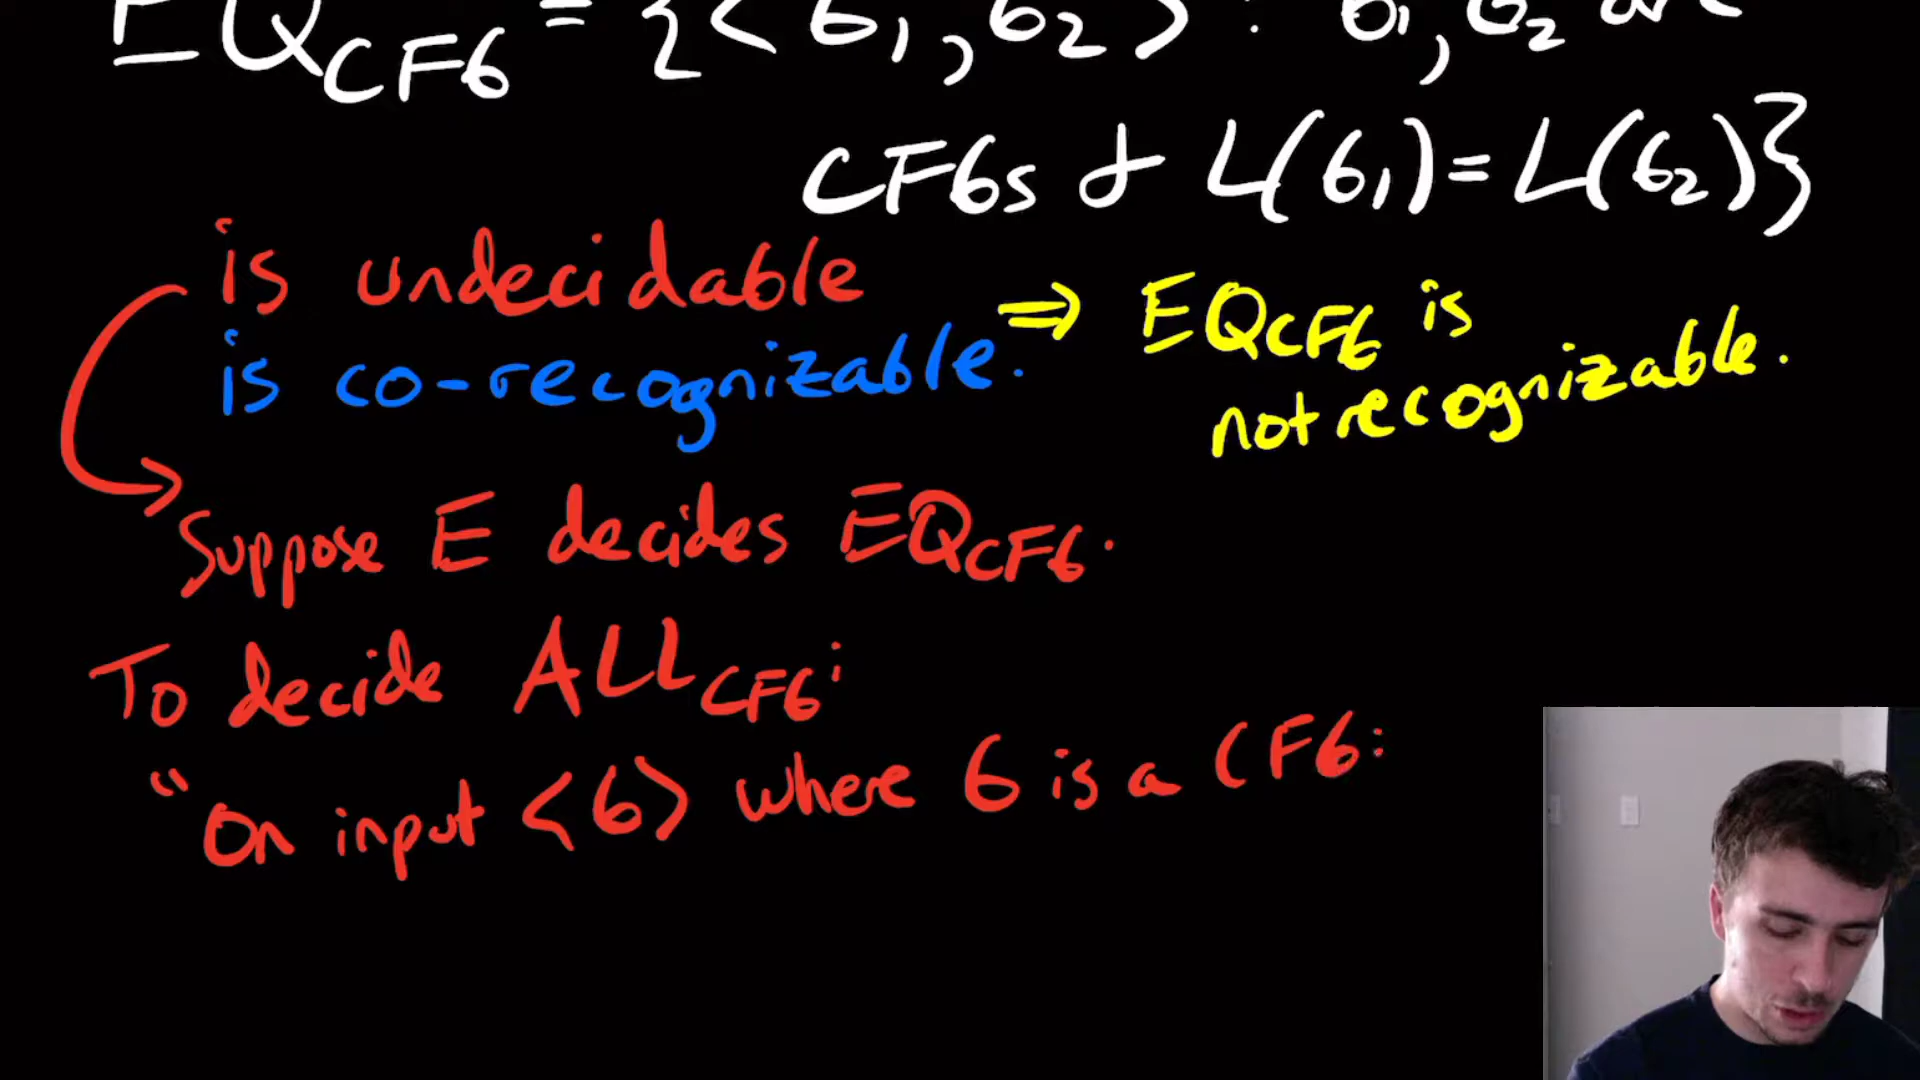 EQCFG = {<G1,G2> : G1,G2 are
CFGs & L(G1)=L(G2)}
is undecidable
is co-recognizable. ⇒ EQCFG is
not recognizable.
Suppose E decides EQCFG.
To decide ALLCFG:
"On input <G> where G is a CFG: